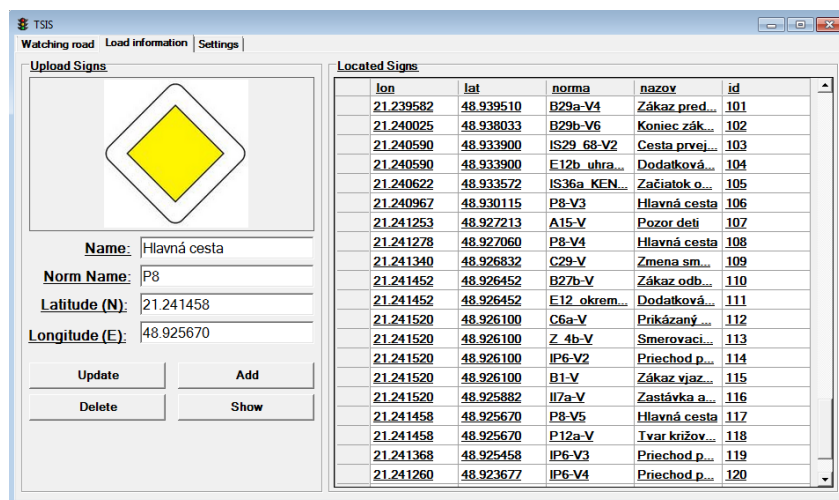 TSIS
Watching road Load information Settings
Upload Signs
Name: Hlavná cesta
Norm Name: P8
Latitude (N): 21.241458
Longitude (E): 48.925670
Update Add
Delete Show
Located Signs
lon lat norma nazov id
21.239582 48.939510 B29a-V4 Zákaz pred... 101
21.240025 48.938033 B29b-V6 Koniec zák... 102
21.240590 48.933900 IS29_68-V2 Cesta prvej... 103
21.240590 48.933900 E12b_uhra... Dodatková... 104
21.240622 48.933572 IS36a_KEN... Začiatok o... 105
21.240967 48.930115 P8-V3 Hlavná cesta 106
21.241253 48.927213 A15-V Pozor deti 107
21.241278 48.927060 P8-V4 Hlavná cesta 108
21.241340 48.926832 C29-V Zmena sm... 109
21.241452 48.926452 B27b-V Zákaz odb... 110
21.241452 48.926452 E12_okrem... Dodatková... 111
21.241520 48.926100 C6a-V Prikázaný ... 112
21.241520 48.926100 Z_4b-V Smerovaci... 113
21.241520 48.926100 IP6-V2 Priechod p... 114
21.241520 48.926100 B1-V Zákaz vjaz... 115
21.241520 48.925882 II7a-V Zastávka a... 116
21.241458 48.925670 P8-V5 Hlavná cesta 117
21.241458 48.925670 P12a-V Tvar križov... 118
21.241368 48.925458 IP6-V3 Priechod p... 119
21.241260 48.923677 IP6-V4 Priechod p... 120